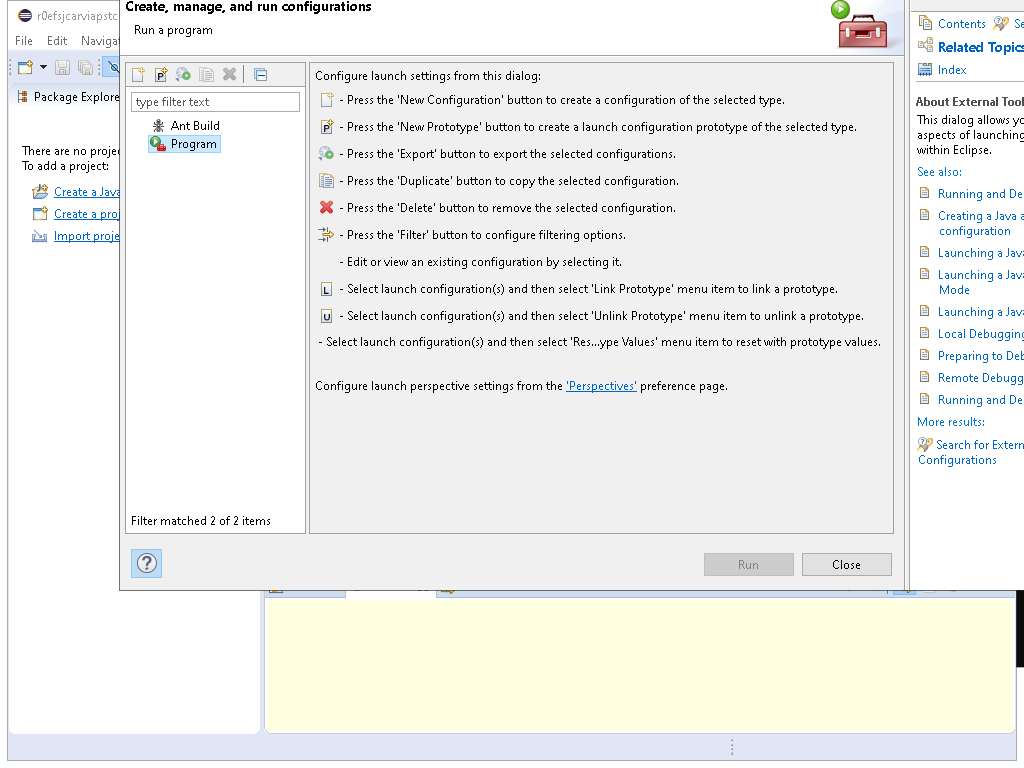 r0efsjcarviapstc
File Edit Navigat
Package Explore
There are no projec
To add a project:
Create a Java
Create a proj
Import proje
Create, manage, and run configurations
Run a program
type filter text
Ant Build
Program
Filter matched 2 of 2 items
Configure launch settings from this dialog:
- Press the 'New Configuration' button to create a configuration of the selected type.
- Press the 'New Prototype' button to create a launch configuration prototype of the selected type.
- Press the 'Export' button to export the selected configurations.
- Press the 'Duplicate' button to copy the selected configuration.
- Press the 'Delete' button to remove the selected configuration.
- Press the 'Filter' button to configure filtering options.
- Edit or view an existing configuration by selecting it.
- Select launch configuration(s) and then select 'Link Prototype' menu item to link a prototype.
- Select launch configuration(s) and then select 'Unlink Prototype' menu item to unlink a prototype.
- Select launch configuration(s) and then select 'Res...ype Values' menu item to reset with prototype values.
Configure launch perspective settings from the 'Perspectives' preference page.
Run Close
Contents Se
Related Topics
Index
About External Tool
This dialog allows yo
aspects of launching
within Eclipse.
See also:
Running and De
Creating a Java a
configuration
Launching a Java
Launching a Java
Mode
Launching a Java
Local Debugging
Preparing to Deb
Remote Debugg
Running and De
More results:
Search for Extern
Configurations